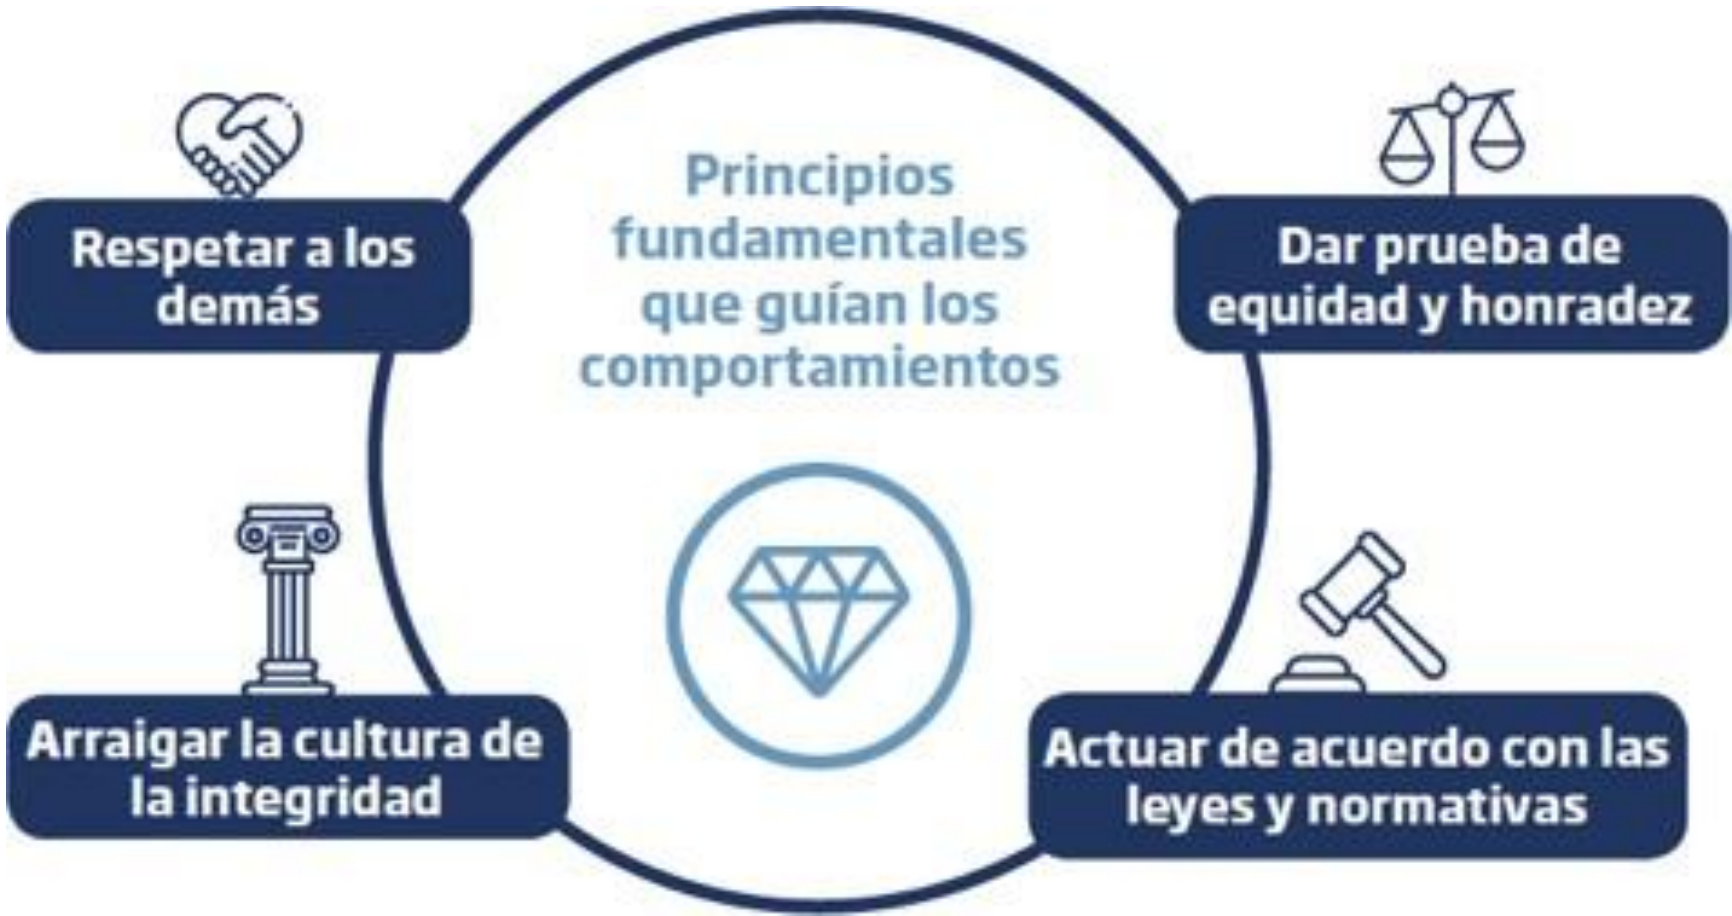 Principios
fundamentales
que guían los
comportamientos
Respetar a los
demás
Dar prueba de
equidad y honradez
Arraigar la cultura de
la integridad
Actuar de acuerdo con las
leyes y normativas